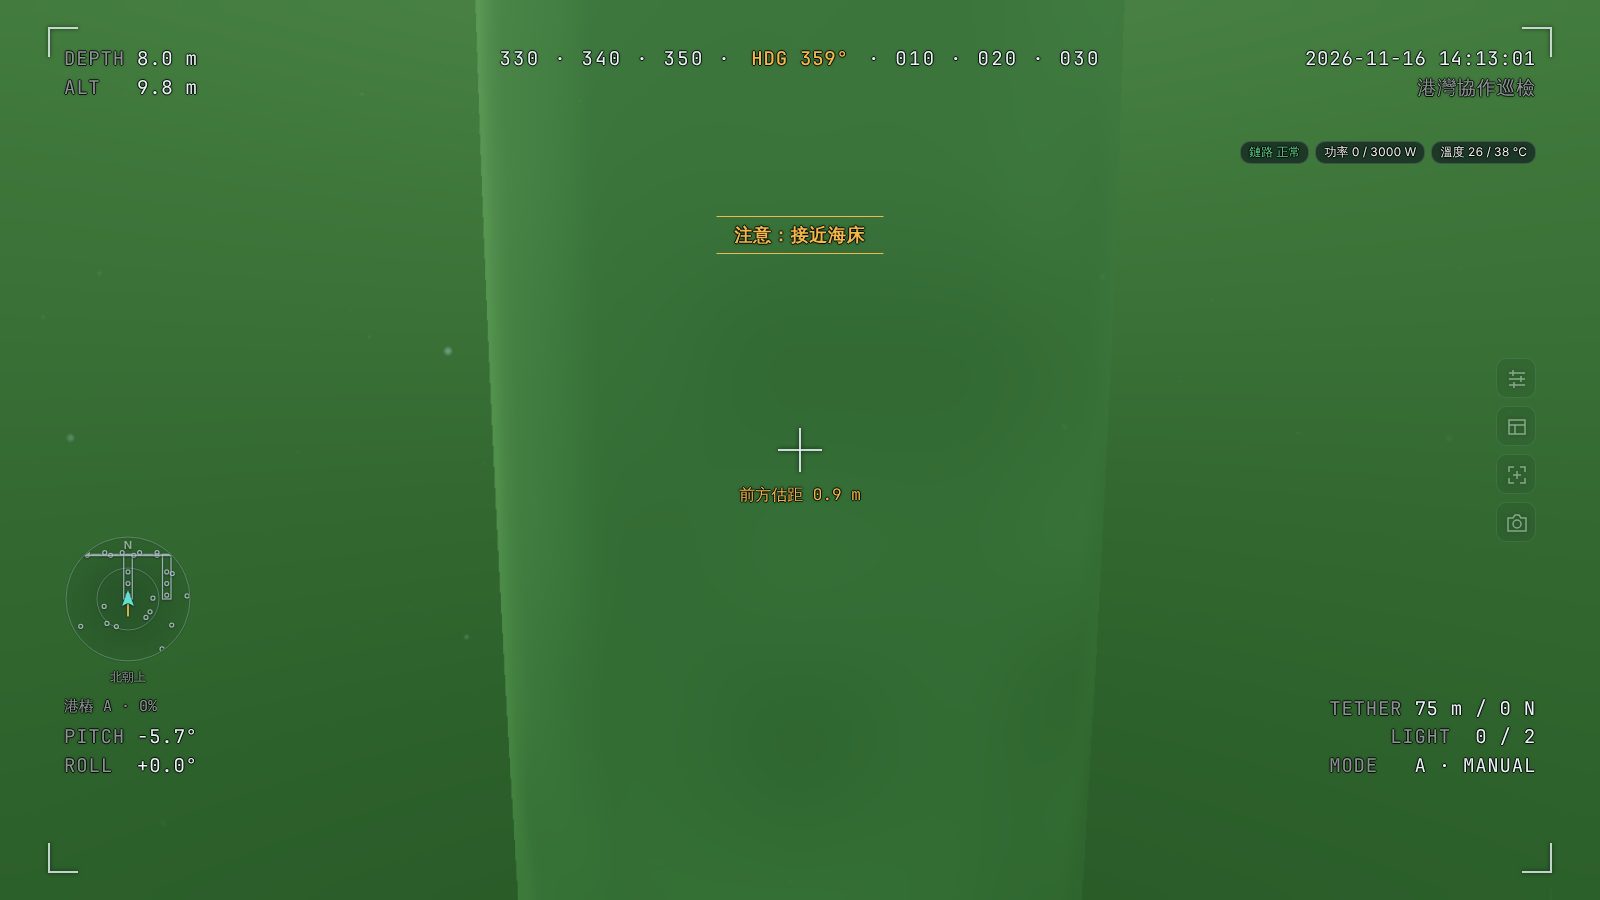 DEPTH 8.0 m
ALT 9.8 m
330 · 340 · 350 · HDG 359° · 010 · 020 · 030
2026-11-16 14:13:01
港灣協作巡檢
鏈路 正常 功率 0 / 3000 W 溫度 26 / 38 °C
注意：接近海床
前方估距 0.9 m
N
北朝上
港樁 A · 0%
PITCH -5.7°
ROLL +0.0°
TETHER 75 m / 0 N
LIGHT 0 / 2
MODE A · MANUAL